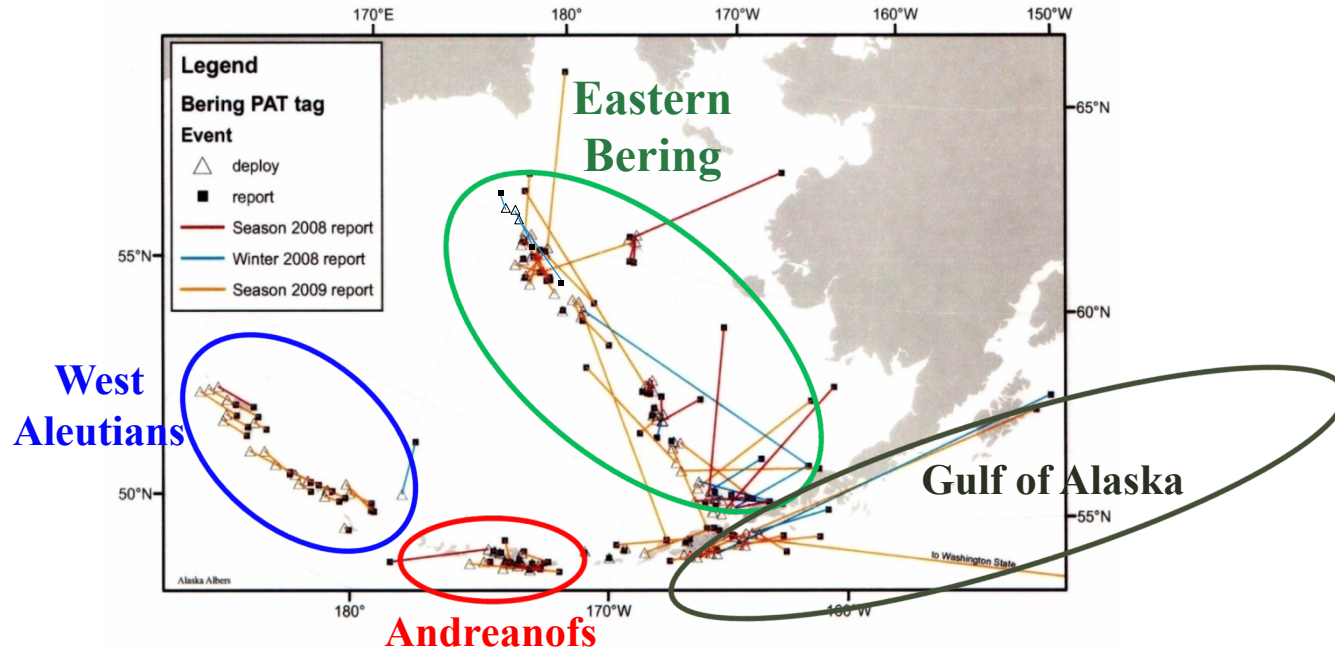 170°E 180° 170°W 160°W 150°W
Legend
Bering PAT tag
Event
deploy
report
Season 2008 report
Winter 2008 report
Season 2009 report
Eastern
Bering
65°N
55°N
60°N
West
Aleutians
Gulf of Alaska
50°N
55°N
to Washington State
Alaska Albers
180° 170°W 160°W
Andreanofs